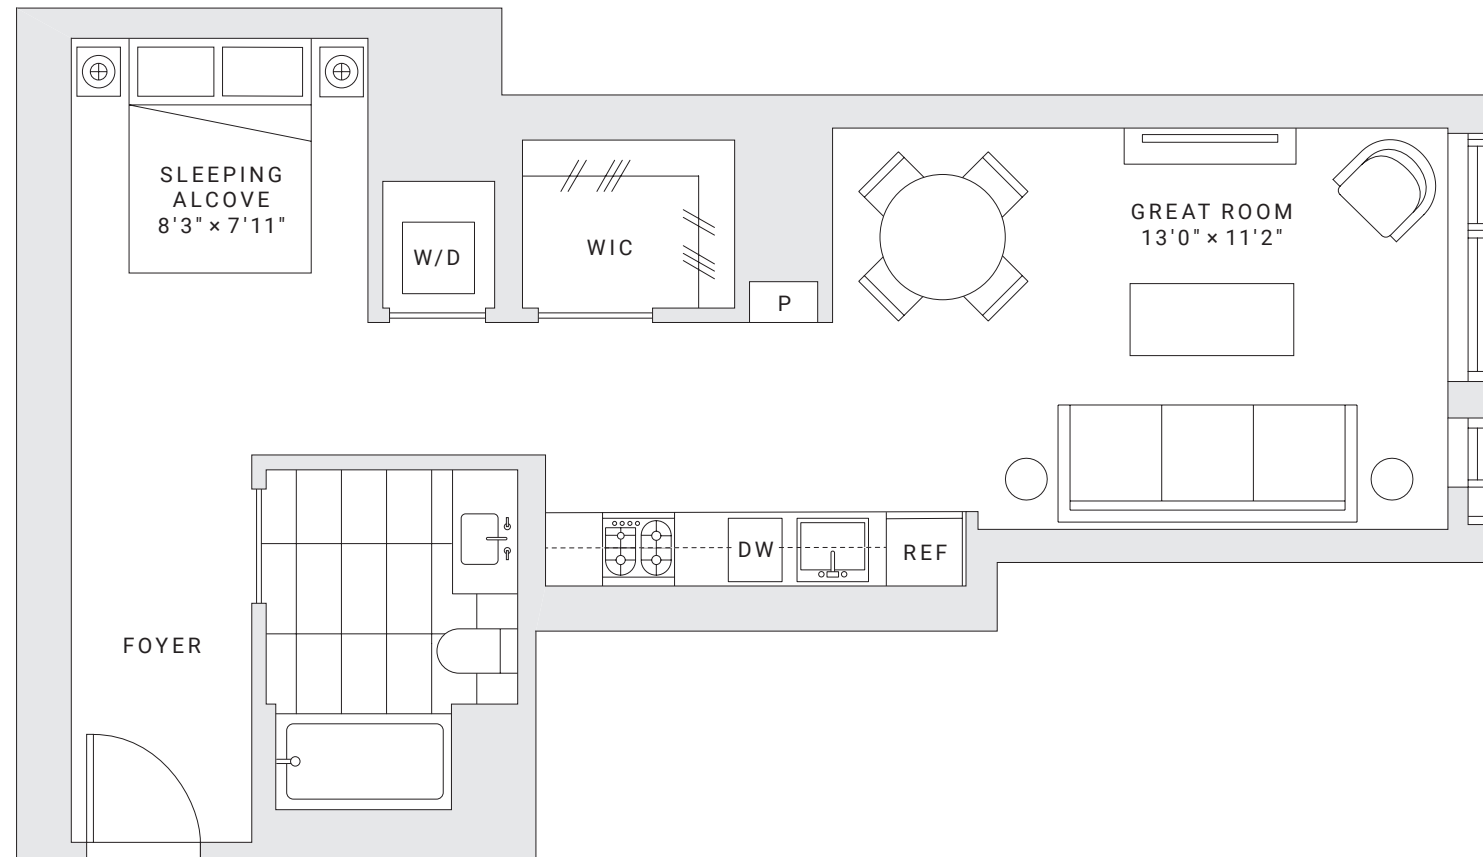 SLEEPING
ALCOVE
8'3" × 7'11"
W/D
WIC
P
GREAT ROOM
13'0" × 11'2"
DW
REF
FOYER